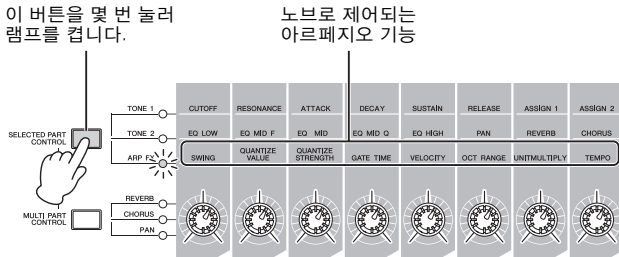 이 버튼을 몇 번 눌러
램프를 켭니다.
노브로 제어되는
아르페지오 기능
TONE 1 CUTOFF RESONANCE ATTACK DECAY SUSTAIN RELEASE ASSIGN 1 ASSIGN 2
SELECTED PART
CONTROL
TONE 2 EQ LOW EQ MID F EQ MID EQ MID Q EQ HIGH PAN REVERB CHORUS
ARP FX SWING QUANTIZE
VALUE QUANTIZE
STRENGTH GATE TIME VELOCITY OCT RANGE UNITMULTIPLY TEMPO
REVERB
MULTI PART
CONTROL
CHORUS
PAN